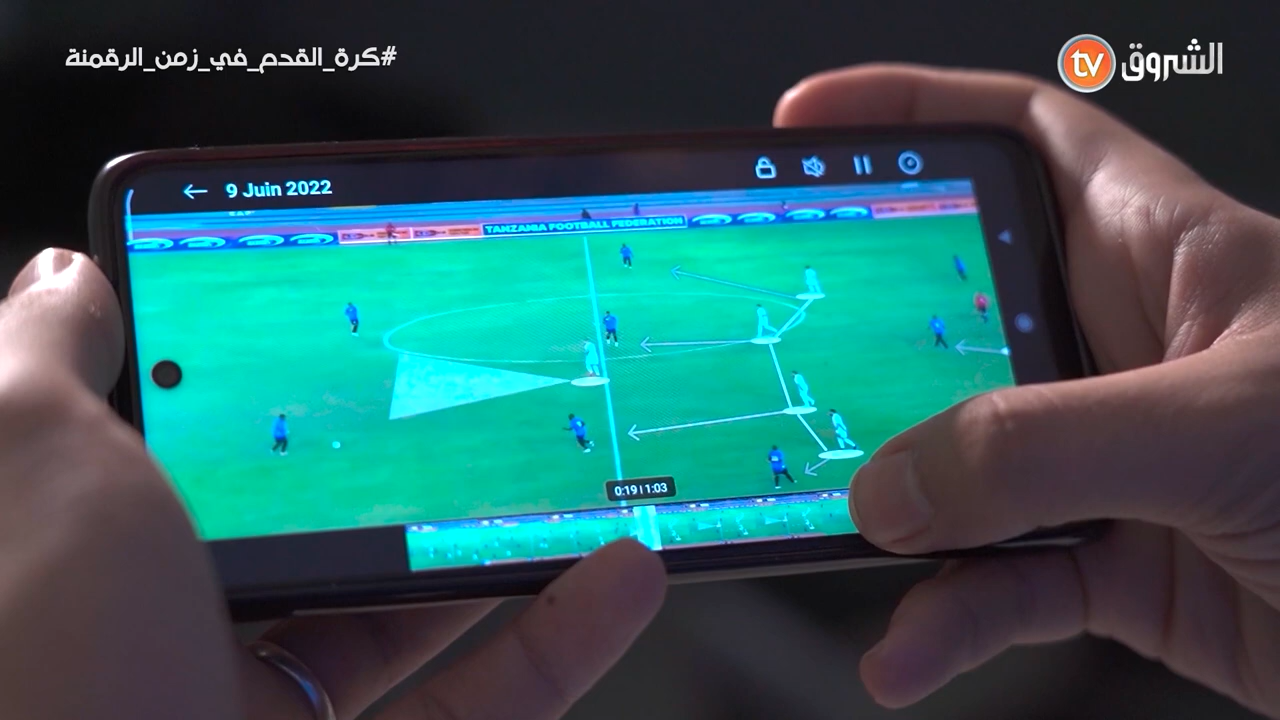 #كرة_القدم_في_زمن_الرقمنة
الشروق tv
9 Juin 2022
TANZANIA FOOTBALL FEDERATION
0:19 | 1:03